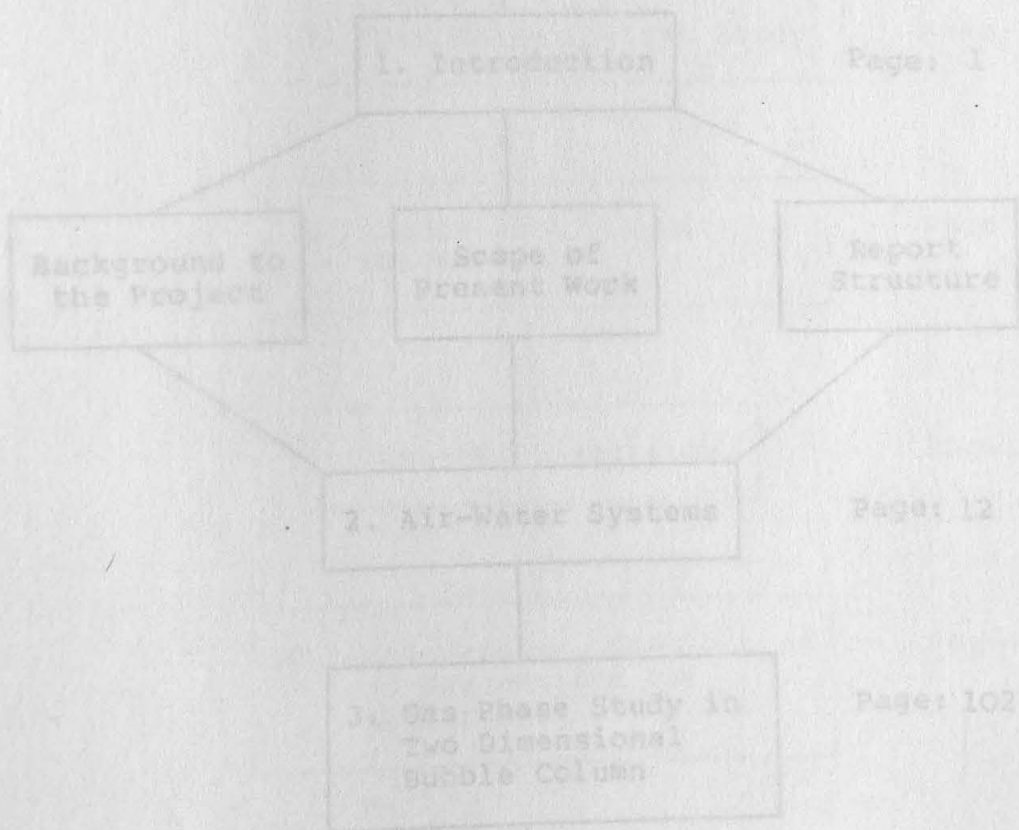 1. Introduction
Page: 1
Background to
the Project
Scope of
Present Work
Report
Structure
2. Air-Water Systems
Page: 12
3. Gas Phase Study in
Two Dimensional
Bubble Column
Page: 102